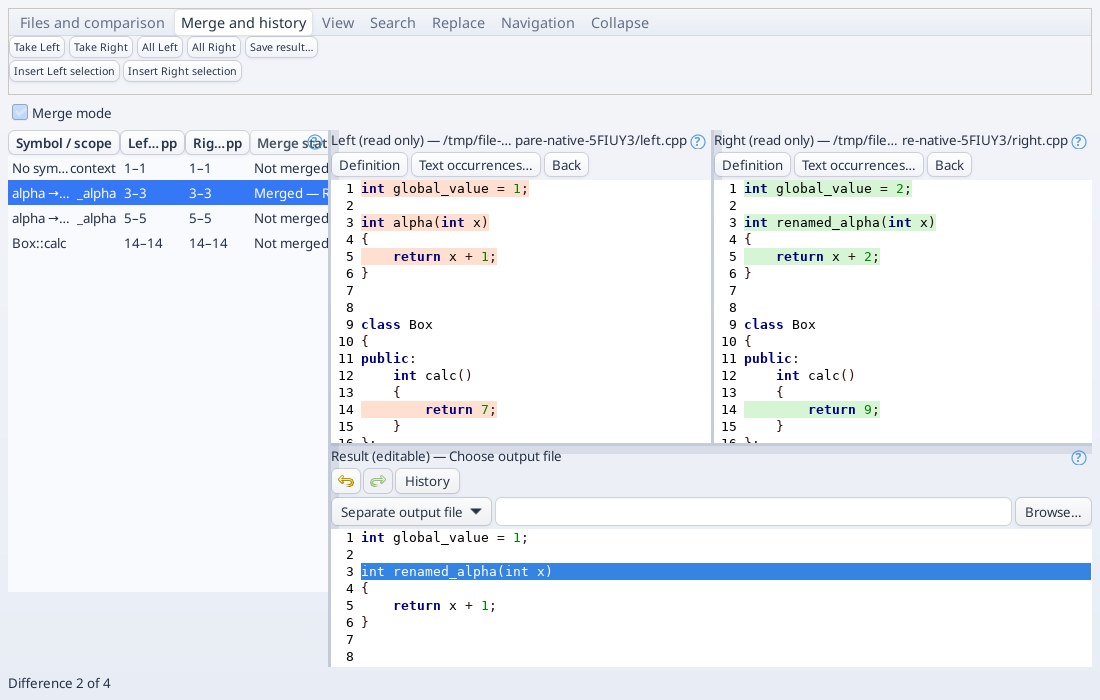 Files and comparison Merge and history View Search Replace Navigation Collapse
Take Left Take Right All Left All Right Save result...
Insert Left selection Insert Right selection
Merge mode
Symbol / scope Lef... pp Rig... pp Merge stat
No sym... context 1–1 1–1 Not merged
alpha →... _alpha 3–3 3–3 Merged — R
alpha →... _alpha 5–5 5–5 Not merged
Box::calc 14–14 14–14 Not merged
Left (read only) — /tmp/file-... pare-native-5FIUY3/left.cpp
Definition Text occurrences... Back
1 int global_value = 1;
2
3 int alpha(int x)
4 {
5     return x + 1;
6 }
7
8
9 class Box
10 {
11 public:
12     int calc()
13     {
14         return 7;
15     }
16 };
Right (read only) — /tmp/file... re-native-5FIUY3/right.cpp
Definition Text occurrences... Back
1 int global_value = 2;
2
3 int renamed_alpha(int x)
4 {
5     return x + 2;
6 }
7
8
9 class Box
10 {
11 public:
12     int calc()
13     {
14         return 9;
15     }
16 };
Result (editable) — Choose output file
History
Separate output file Browse...
1 int global_value = 1;
2
3 int renamed_alpha(int x)
4 {
5     return x + 1;
6 }
7
8
Difference 2 of 4